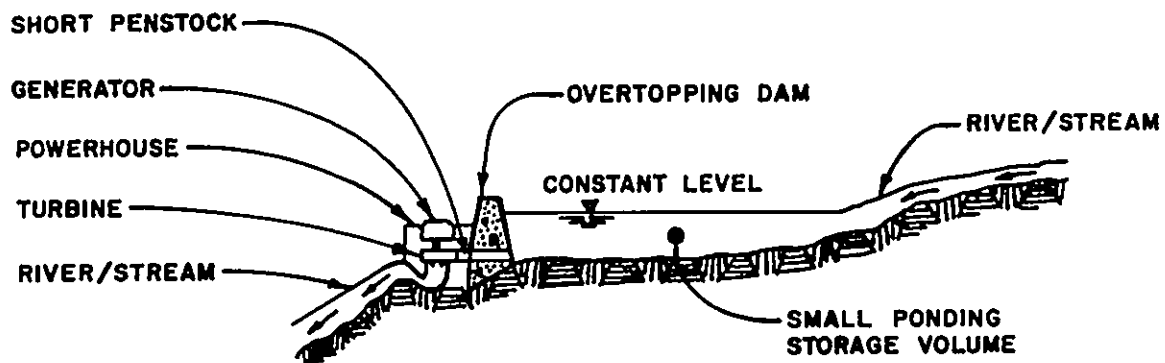 SHORT PENSTOCK
GENERATOR
POWERHOUSE
TURBINE
RIVER/STREAM
OVERTOPPING DAM
CONSTANT LEVEL
RIVER/STREAM
SMALL PONDING
STORAGE VOLUME